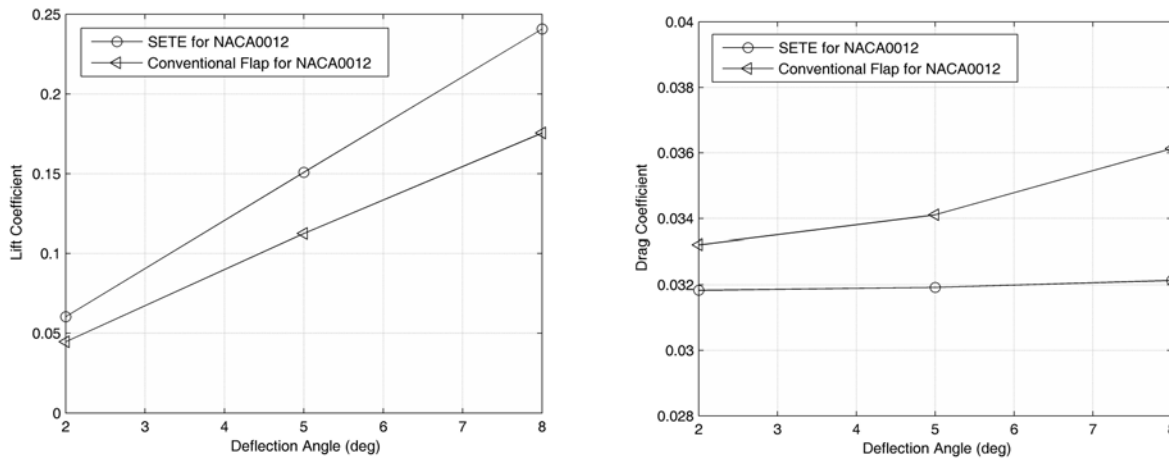 0.25
0.2
0.15
0.1
0.05
0
Lift Coefficient
SETE for NACA0012
Conventional Flap for NACA0012
2 3 4 5 6 7 8
Deflection Angle (deg)
0.04
0.038
0.036
0.034
0.032
0.03
0.028
Drag Coefficient
SETE for NACA0012
Conventional Flap for NACA0012
2 3 4 5 6 7 8
Deflection Angle (deg)